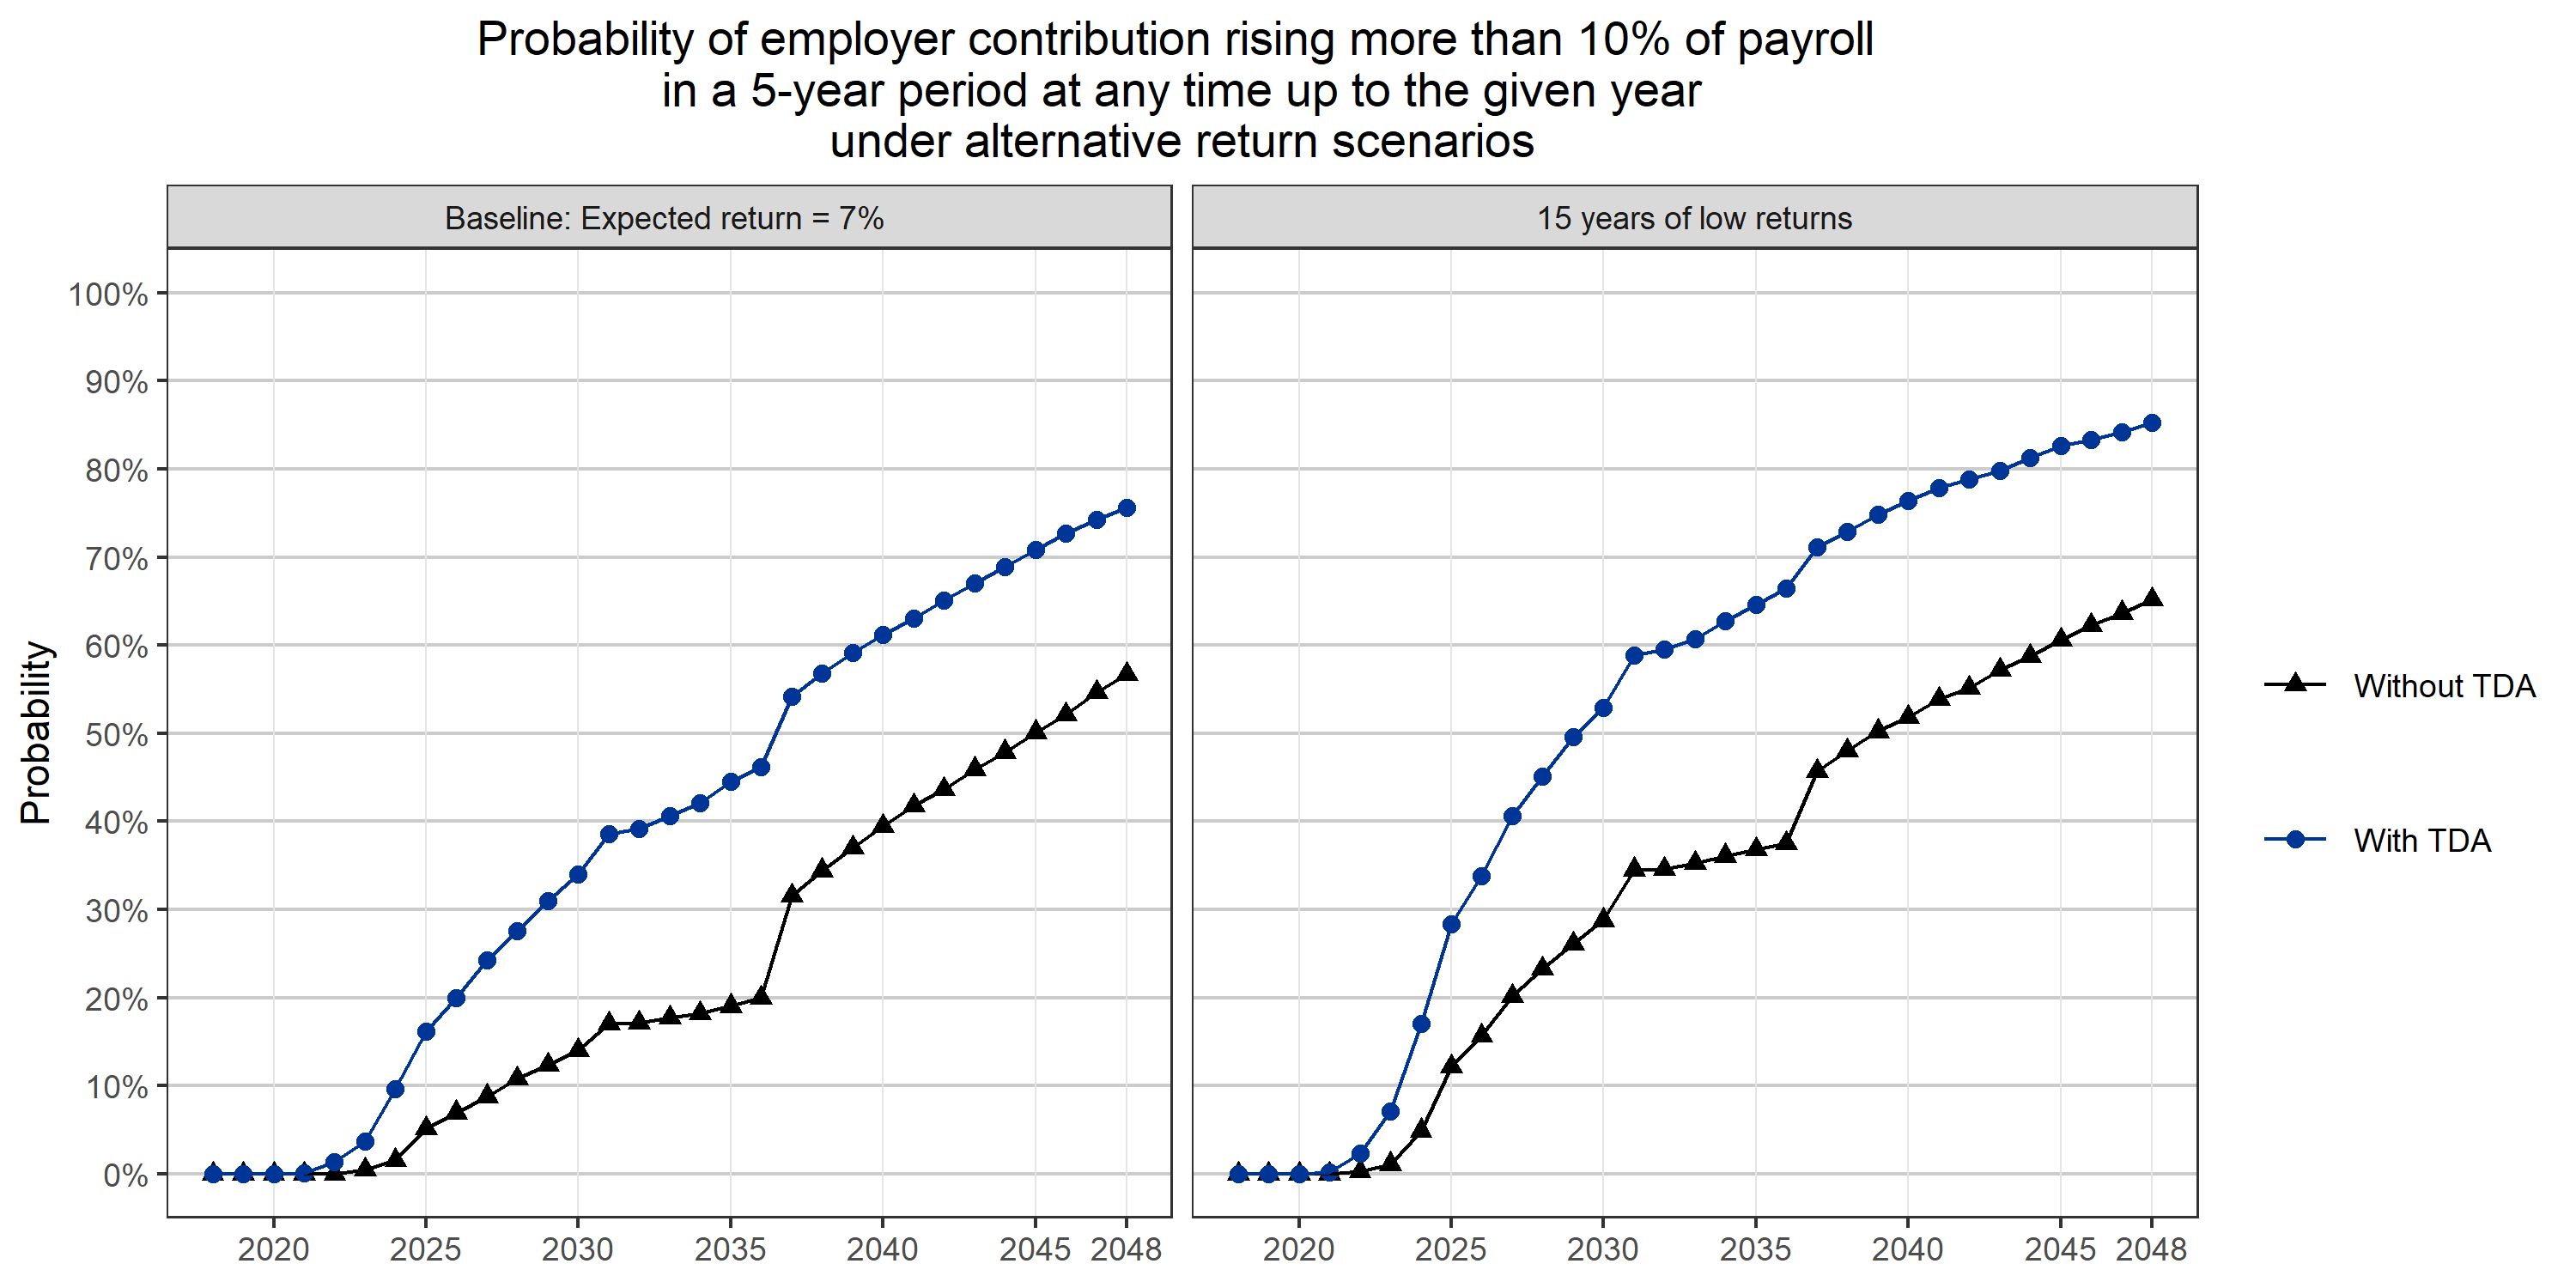 Probability of employer contribution rising more than 10% of payroll
in a 5-year period at any time up to the given year
under alternative return scenarios
Baseline: Expected return = 7%
15 years of low returns
Probability
100%
90%
80%
70%
60%
50%
40%
30%
20%
10%
0%
2020 2025 2030 2035 2040 2045 2048
2020 2025 2030 2035 2040 2045 2048
Without TDA
With TDA